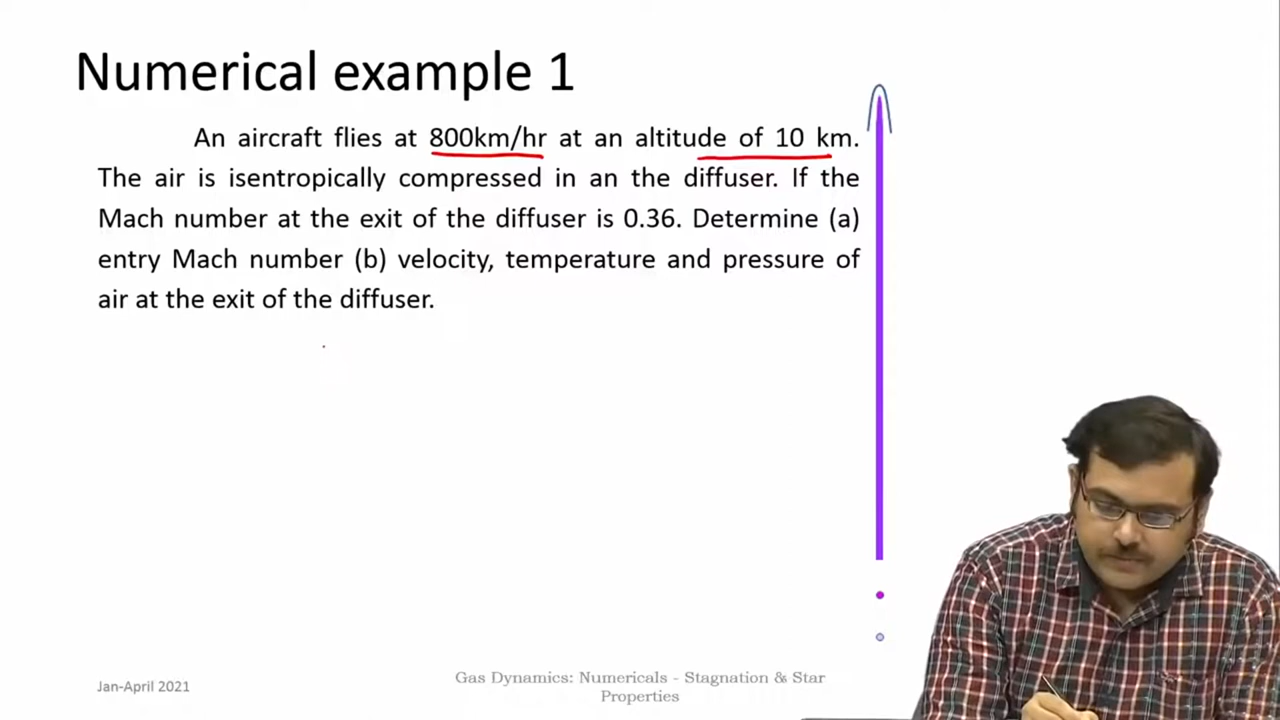 Numerical example 1
An aircraft flies at 800km/hr at an altitude of 10 km.
The air is isentropically compressed in an the diffuser. If the
Mach number at the exit of the diffuser is 0.36. Determine (a)
entry Mach number (b) velocity, temperature and pressure of
air at the exit of the diffuser.
Jan-April 2021
Gas Dynamics: Numericals - Stagnation & Star
Properties